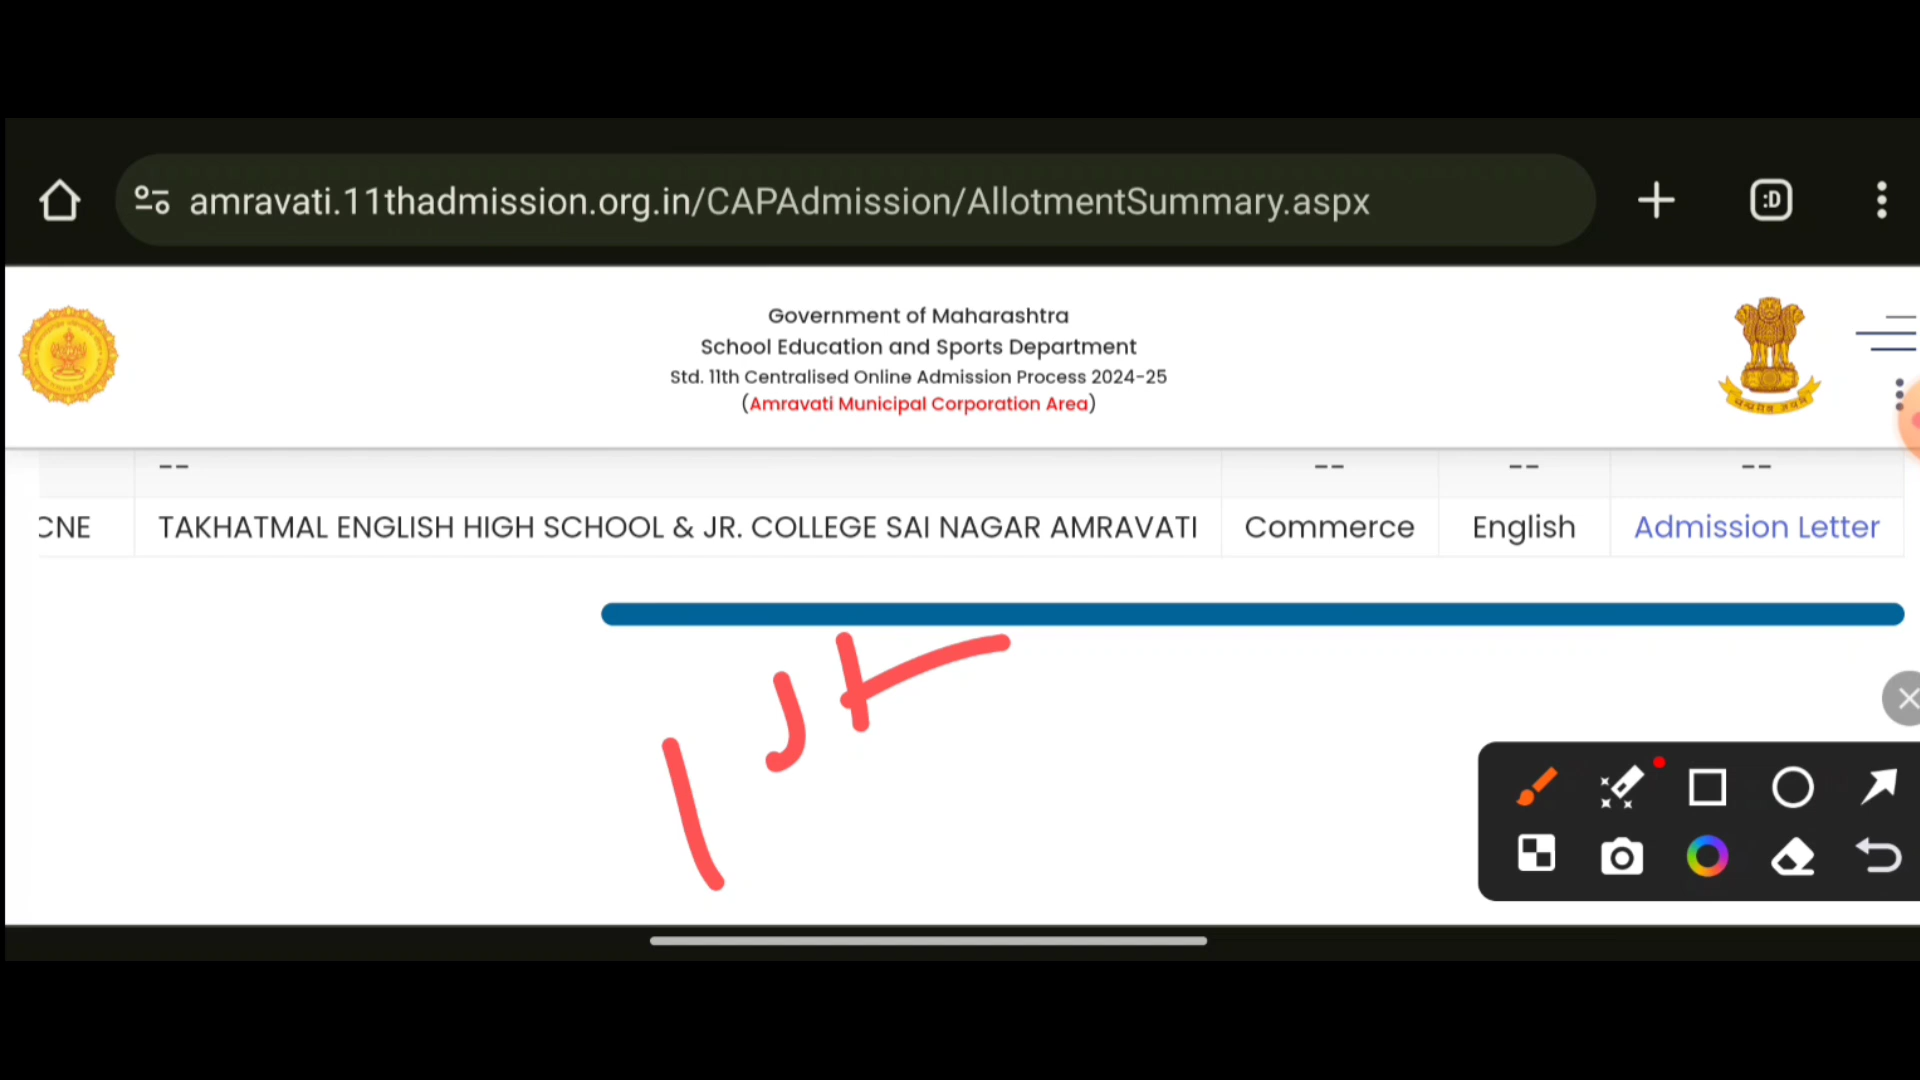 :D
amravati.11thadmission.org.in/CAPAdmission/AllotmentSummary.aspx
Government of Maharashtra
School Education and Sports Department
Std. 11th Centralised Online Admission Process 2024-25
(Amravati Municipal Corporation Area)
-- -- -- --
CNE TAKHATMAL ENGLISH HIGH SCHOOL & JR. COLLEGE SAI NAGAR AMRAVATI Commerce English Admission Letter